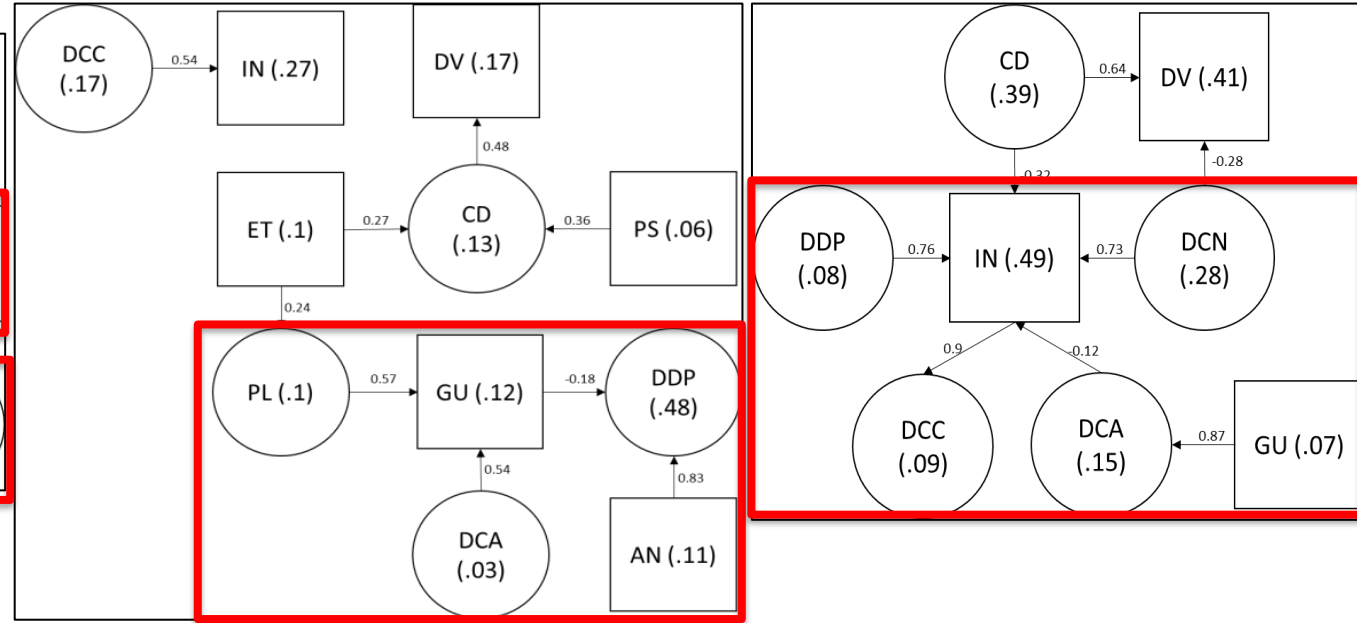 DCC
(.17)
0.54
IN (.27)
DV (.17)
0.48
ET (.1)
0.27
CD
(.13)
0.36
PS (.06)
0.24
PL (.1)
0.57
GU (.12)
-0.18
DDP
(.48)
0.54
0.83
DCA
(.03)
AN (.11)
CD
(.39)
0.64
DV (.41)
-0.28
DDP
(.08)
0.76
IN (.49)
0.73
DCN
(.28)
0.9
-0.12
DCC
(.09)
DCA
(.15)
0.87
GU (.07)